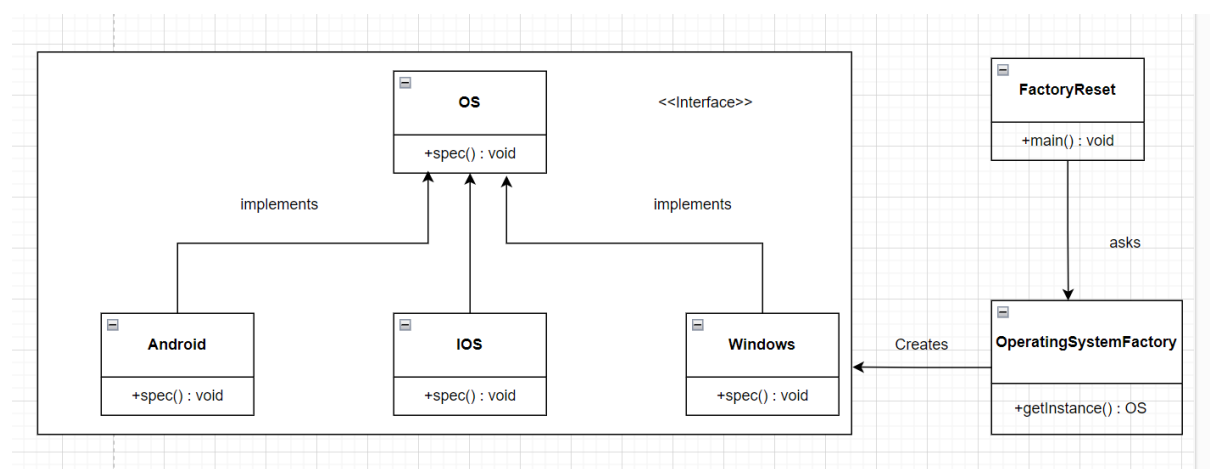 OS
<<Interface>>
+spec() : void
implements
implements
Android
+spec() : void
IOS
+spec() : void
Windows
+spec() : void
FactoryReset
+main() : void
asks
Creates
OperatingSystemFactory
+getInstance() : OS